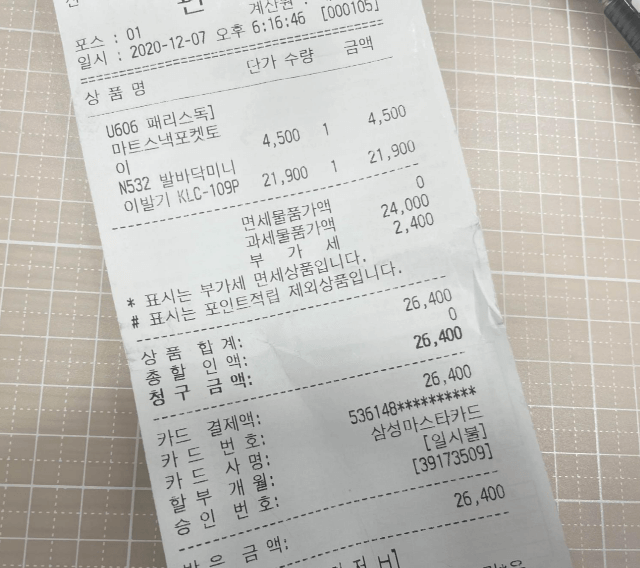 계산원 :
포스 : 01
일시 : 2020-12-07 오후 6:16:46 [000105]
상 품 명 단가 수량 금액
U606 패리스독]
마트스낵포켓토
이 4,500 1 4,500
N532 발바닥미니
이발기 KLC-109P 21,900 1 21,900
면세물품가액 0
과세물품가액 24,000
부 가 세 2,400
* 표시는 부가세 면세상품입니다.
# 표시는 포인트적립 제외상품입니다.
상 품 합 계: 26,400
총 할 인 액: 0
청 구 금 액: 26,400
카드 결제액: 26,400
카 드 번 호: 536148**********
카 드 사 명: 삼성마스타카드
할 부 개 월: [일시불]
승 인 번 호: [39173509]
받 은 금 액: 26,400